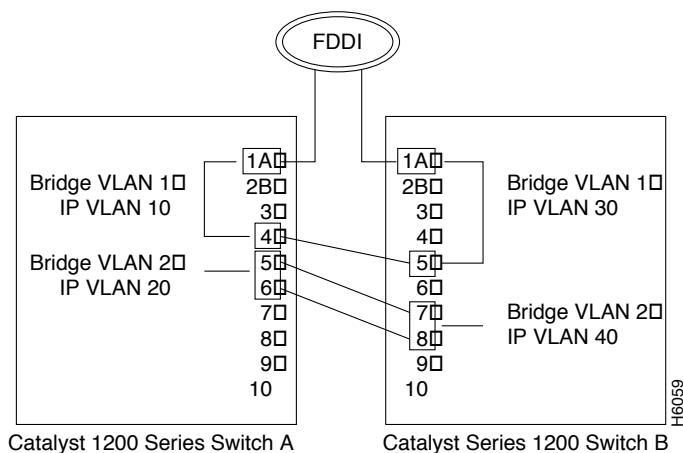 FDDI
Bridge VLAN 1
IP VLAN 10
Bridge VLAN 2
IP VLAN 20
1A
2B
3
4
5
6
7
8
9
10
1A
2B
3
4
5
6
7
8
9
10
Bridge VLAN 1
IP VLAN 30
Bridge VLAN 2
IP VLAN 40
H6059
Catalyst 1200 Series Switch A
Catalyst Series 1200 Switch B